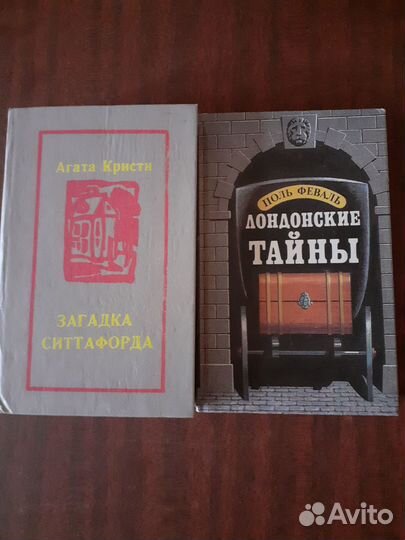 Агата Кристи
ЗАГАДКА
СИТТАФОРДА
ПОЛЬ ФЕВАЛЬ
ЛОНДОНСКИЕ
ТАЙНЫ
Avito